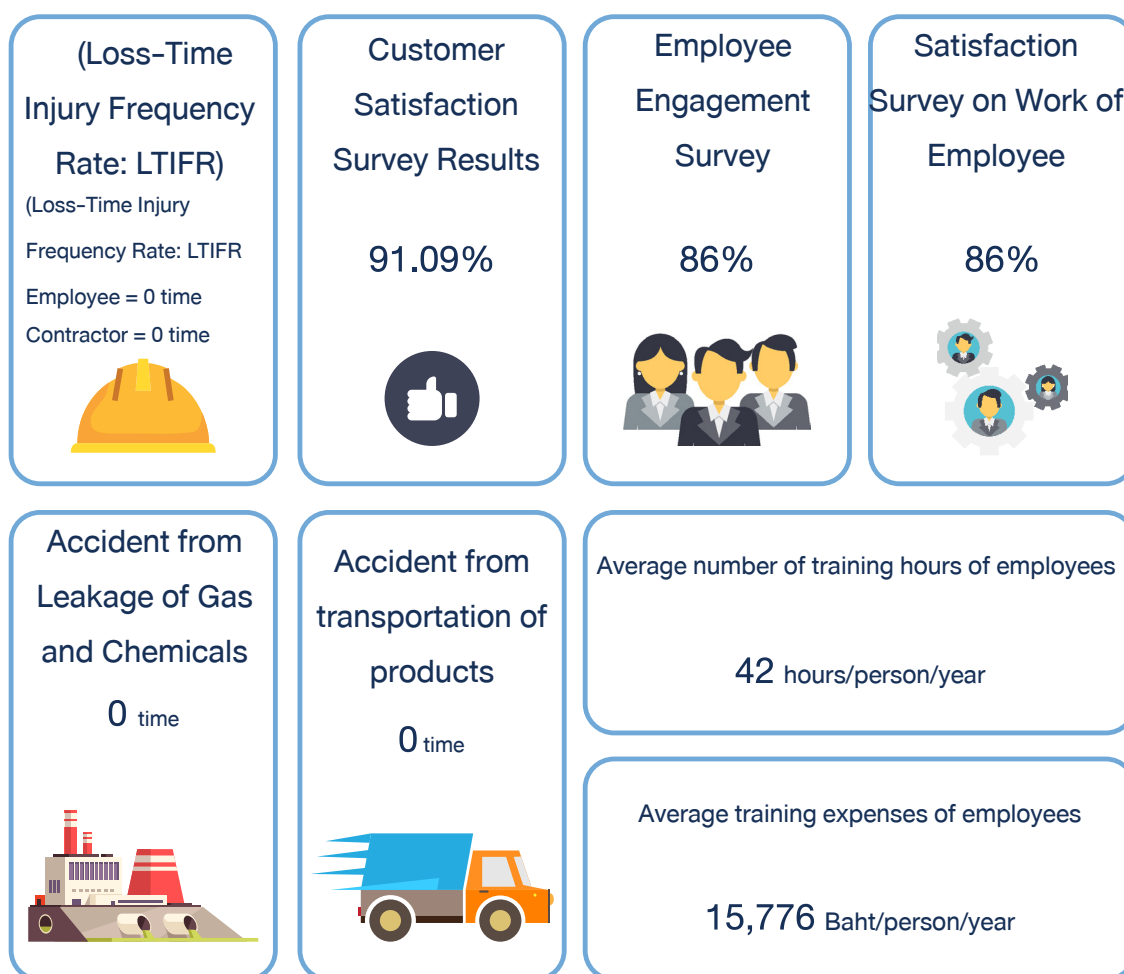 (Loss-Time
Injury Frequency
Rate: LTIFR)
(Loss-Time Injury
Frequency Rate: LTIFR
Employee = 0 time
Contractor = 0 time
Customer
Satisfaction
Survey Results
91.09%
Employee
Engagement
Survey
86%
Satisfaction
Survey on Work of
Employee
86%
Accident from
Leakage of Gas
and Chemicals
0 time
Accident from
transportation of
products
0 time
Average number of training hours of employees
42 hours/person/year
Average training expenses of employees
15,776 Baht/person/year